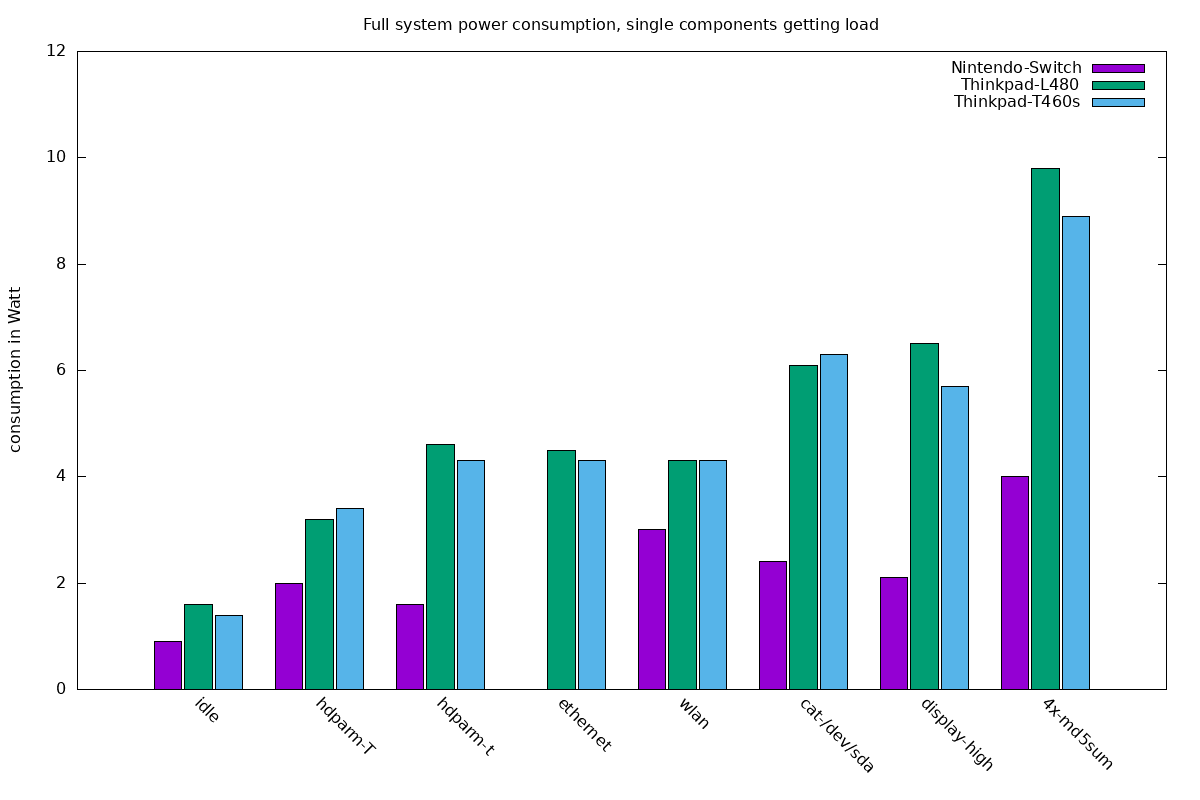 Full system power consumption, single components getting load
12
10
8
6
4
2
0
consumption in Watt
Nintendo-Switch
Thinkpad-L480
Thinkpad-T460s
idle
hdparm-T
hdparm-t
ethernet
wlan
cat-/dev/sda
display-high
4x-md5sum